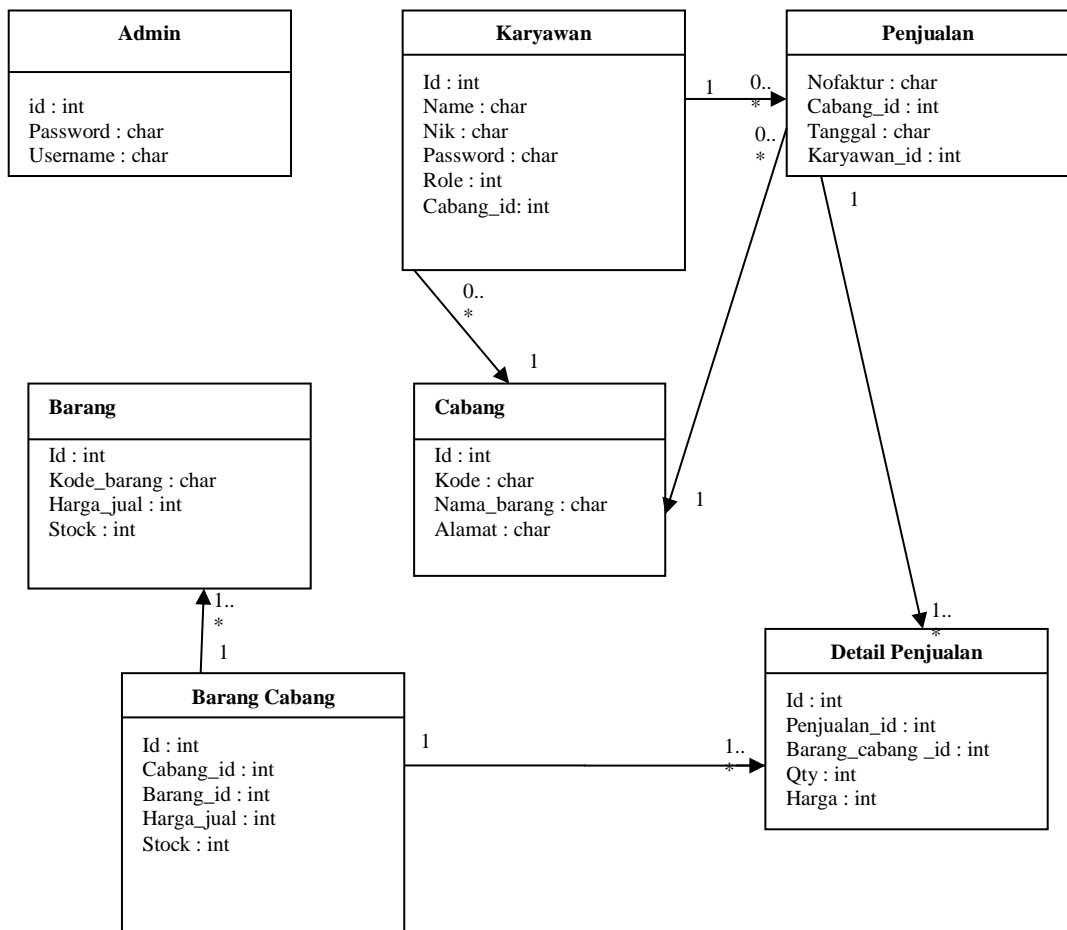 Admin
id : int
Password : char
Username : char
Karyawan
Id : int
Name : char
Nik : char
Password : char
Role : int
Cabang_id: int
Penjualan
Nofaktur : char
Cabang_id : int
Tanggal : char
Karyawan_id : int
1
0..
*
0..
*
1
0..
*
1
1
Barang
Id : int
Kode_barang : char
Harga_jual : int
Stock : int
Cabang
Id : int
Kode : char
Nama_barang : char
Alamat : char
1..
*
1
1..
*
Barang Cabang
Id : int
Cabang_id : int
Barang_id : int
Harga_jual : int
Stock : int
1
1..
*
Detail Penjualan
Id : int
Penjualan_id : int
Barang_cabang _id : int
Qty : int
Harga : int